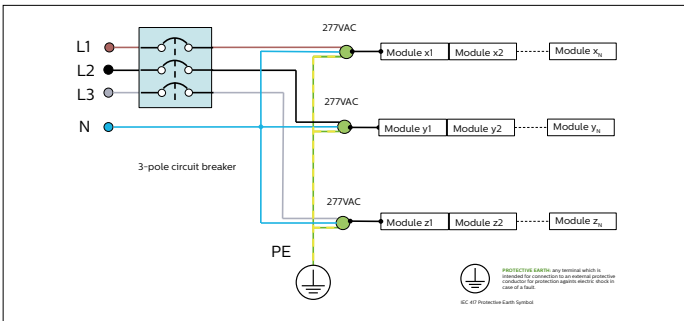 277VAC
L1
Module x1 Module x2 Module xN
L2
L3
277VAC
N
Module y1 Module y2 Module yN
3-pole circuit breaker
277VAC
Module z1 Module z2 Module zN
PE
PROTECTIVE EARTH: any terminal which is
intended for connection to an external protective
conductor for protection againts electric shock in
case of a fault.
IEC 417 Protective Earth Symbol